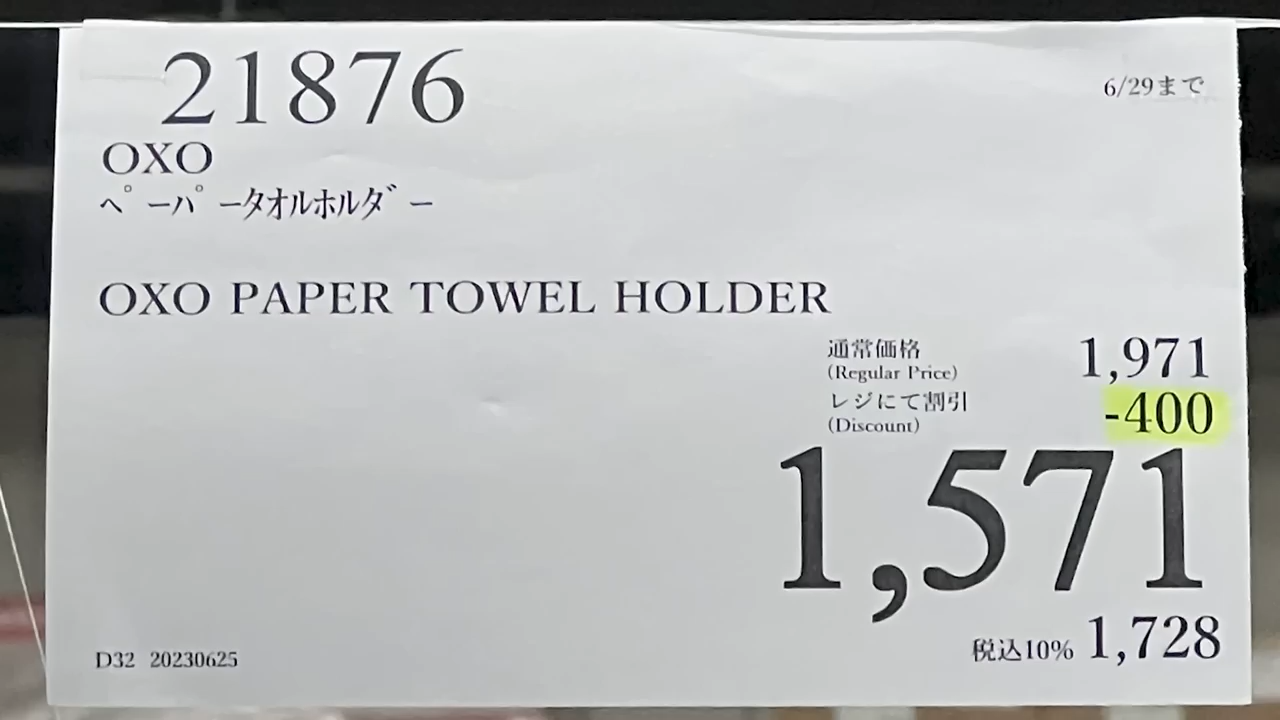 21876
6/29まで
OXO
ﾍﾟｰﾊﾟｰﾀｵﾙﾎﾙﾀﾞｰ
OXO PAPER TOWEL HOLDER
通常価格 1,971
(Regular Price)
レジにて割引 -400
(Discount)
1,571
税込10% 1,728
D32 20230625